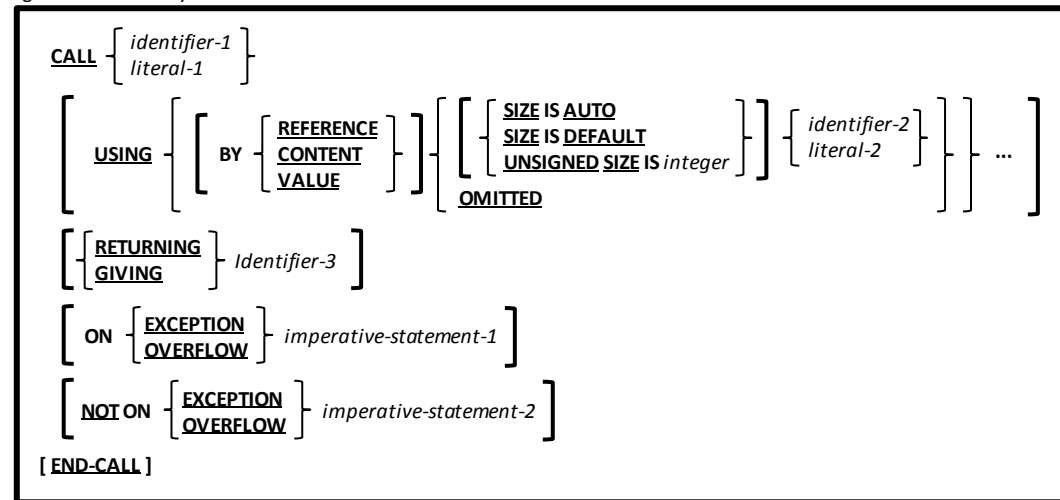 CALL identifier-1
literal-1
USING BY REFERENCE
CONTENT
VALUE
SIZE IS AUTO
SIZE IS DEFAULT
UNSIGNED SIZE IS integer
OMITTED
identifier-2
literal-2
...
RETURNING
GIVING
Identifier-3
ON EXCEPTION
OVERFLOW
imperative-statement-1
NOT ON EXCEPTION
OVERFLOW
imperative-statement-2
[ END-CALL ]